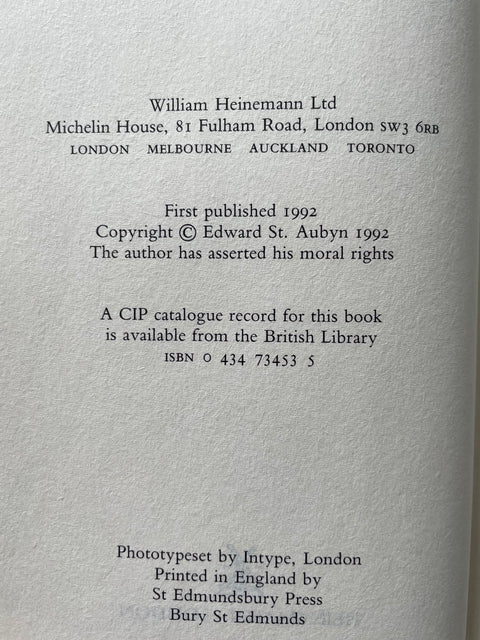 William Heinemann Ltd
Michelin House, 81 Fulham Road, London SW3 6RB
LONDON MELBOURNE AUCKLAND TORONTO
First published 1992
Copyright © Edward St. Aubyn 1992
The author has asserted his moral rights
A CIP catalogue record for this book
is available from the British Library
ISBN 0 434 73453 5
Phototypeset by Intype, London
Printed in England by
St Edmundsbury Press
Bury St Edmunds